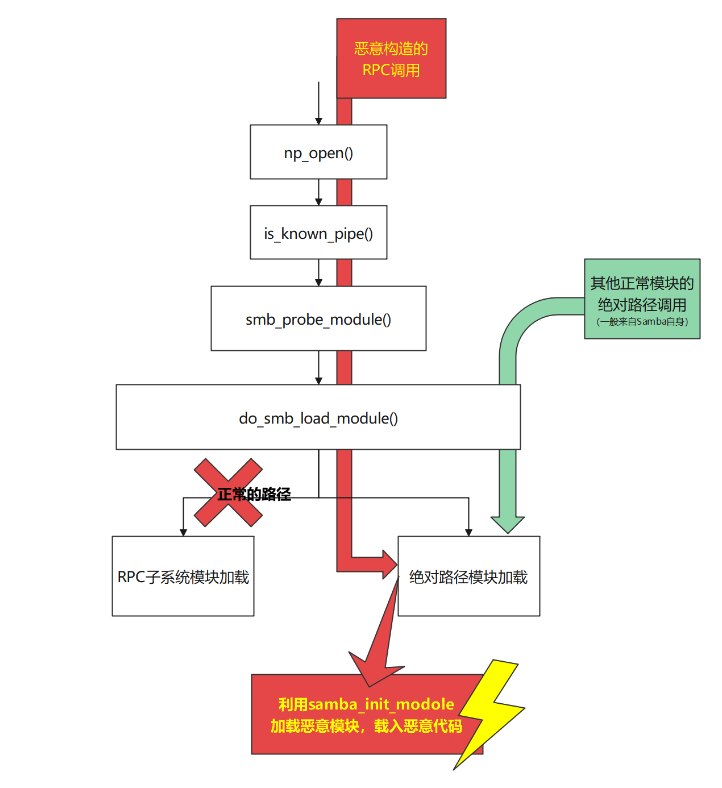 恶意构造的
RPC调用
np_open()
is_known_pipe()
其他正常模块的
绝对路径调用
(一般来自Samba自身)
smb_probe_module()
do_smb_load_module()
正常的路径
RPC子系统模块加载
绝对路径模块加载
利用samba_init_modole
加载恶意模块，载入恶意代码